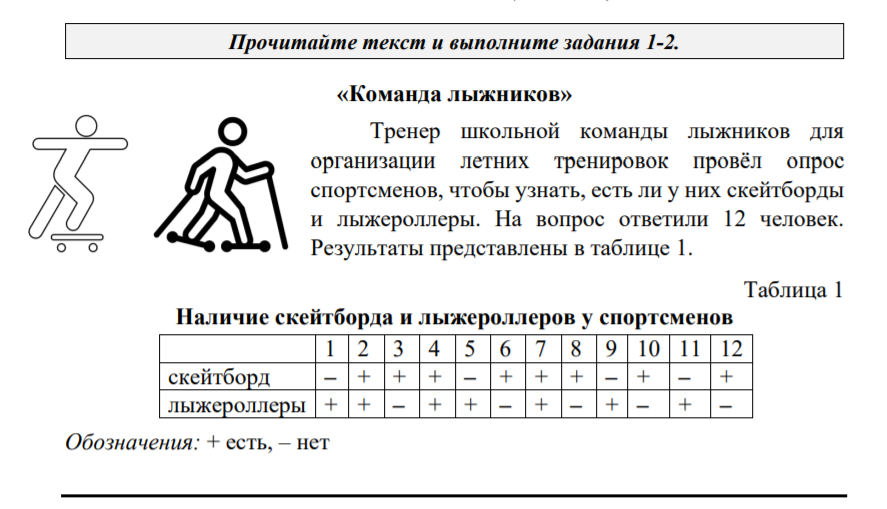 Прочитайте текст и выполните задания 1-2.
«Команда лыжников»
Тренер школьной команды лыжников для
организации летних тренировок провёл опрос
спортсменов, чтобы узнать, есть ли у них скейтборды
и лыжероллеры. На вопрос ответили 12 человек.
Результаты представлены в таблице 1.
Таблица 1
Наличие скейтборда и лыжероллеров у спортсменов
1 2 3 4 5 6 7 8 9 10 11 12
скейтборд – + + + – + + + – + – +
лыжероллеры + + – + + – + – + – + –
Обозначения: + есть, – нет